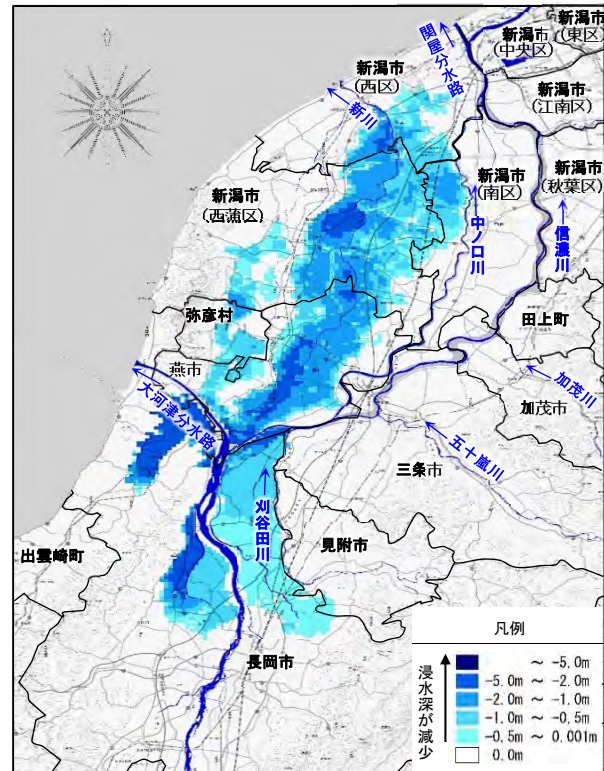 関屋分水路
新潟市
(中央区)
新潟市
(東区)
新潟市
(西区)
新川
新潟市
(江南区)
新潟市
(南区)
新潟市
(秋葉区)
新潟市
(西蒲区)
中ノ口川
信濃川
弥彦村
田上町
燕市
大河津分水路
加茂川
加茂市
五十嵐川
三条市
刈谷田川
見附市
出雲崎町
長岡市
凡例
浸水深が減少
~ -5.0m
-5.0m ~ -2.0m
-2.0m ~ -1.0m
-1.0m ~ -0.5m
-0.5m ~ 0.001m
0.0m